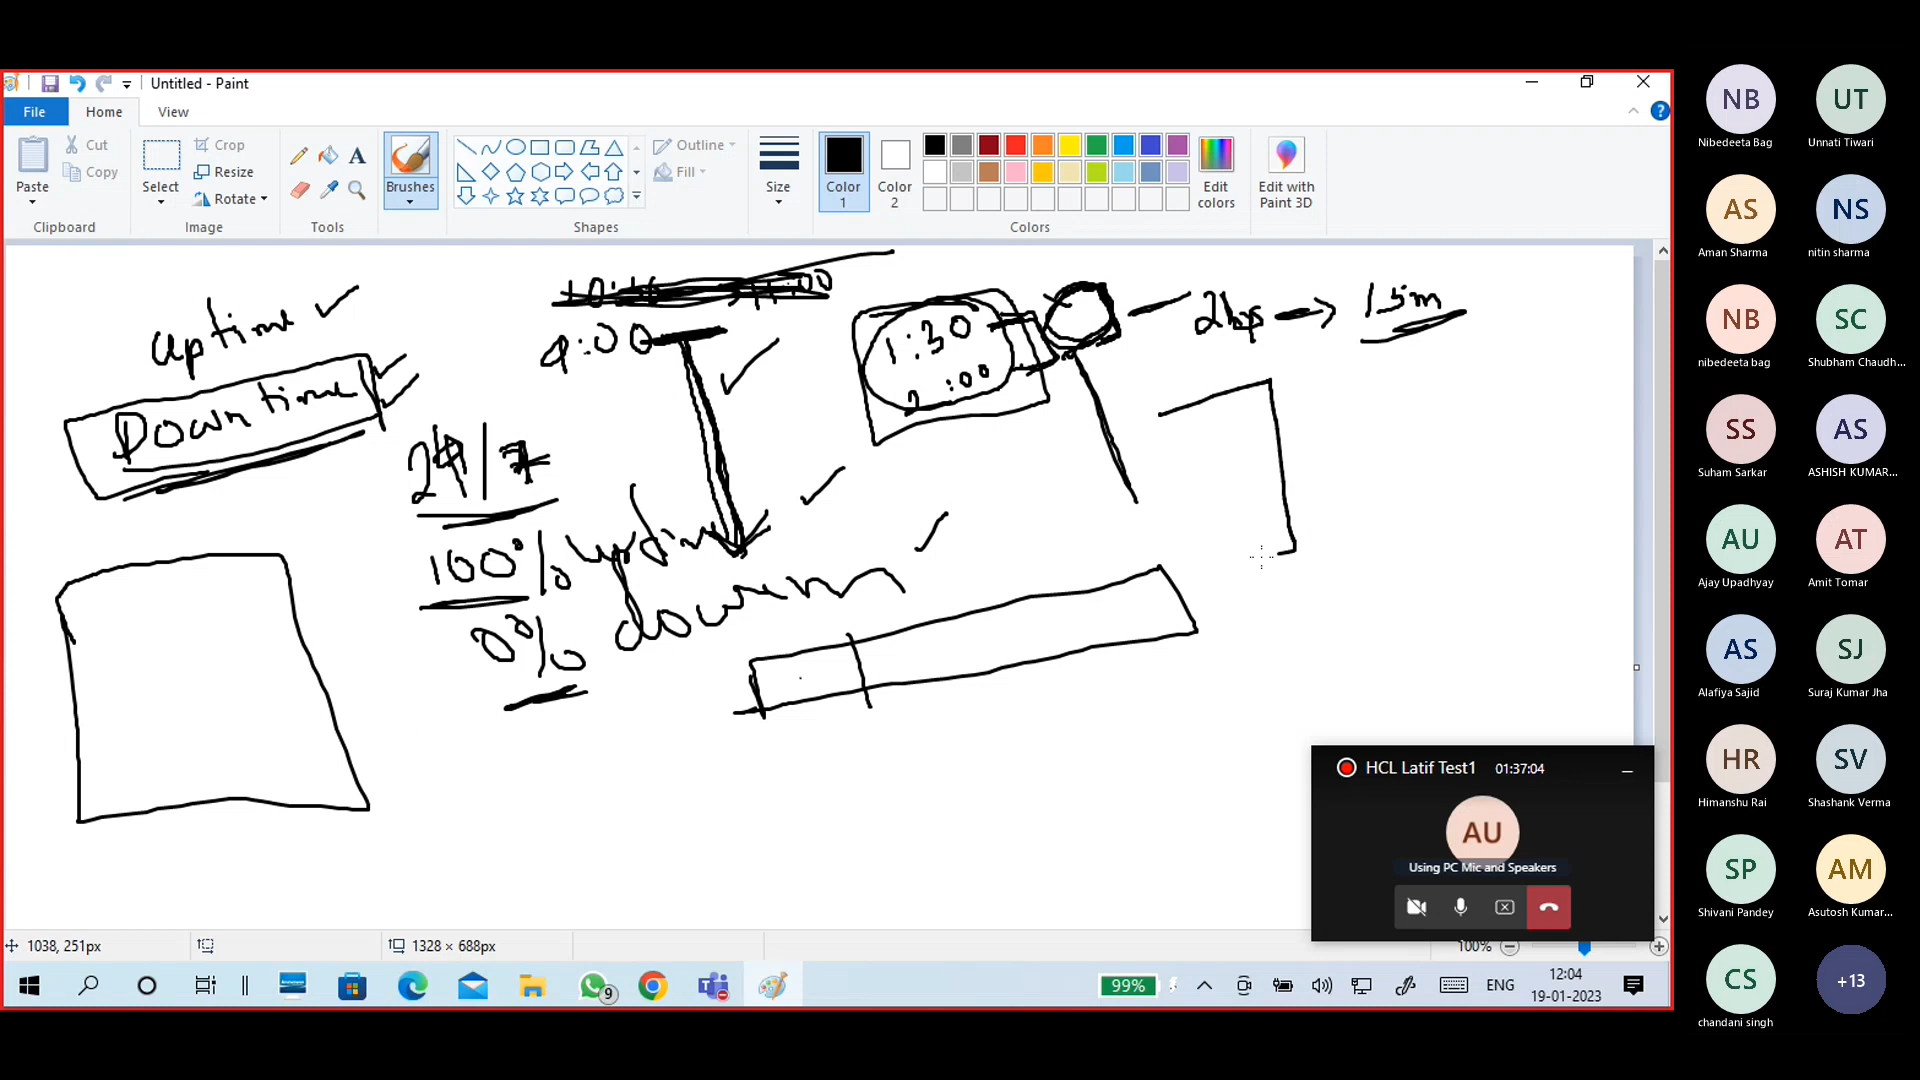 Untitled - Paint
File
Home
View
Paste
Cut
Copy
Clipboard
Select
Crop
Resize
Rotate
Image
A
Tools
Brushes
Outline
Fill
Shapes
Size
Color
1
Color
2
Edit
colors
Edit with
Paint 3D
Colors
uptime
Down time
4:00
1:30
2:00
24/7
100% uptime
0% down
1038, 251px
1328 × 688px
100%
HCL Latif Test1
01:37:04
AU
Using PC Mic and Speakers
9
99%
ENG
12:04
19-01-2023
NB
Nibedeeta Bag
UT
Unnati Tiwari
AS
Aman Sharma
NS
nitin sharma
NB
nibedeeta bag
SC
Shubham Chaudh...
SS
Suham Sarkar
AS
ASHISH KUMAR...
AU
Ajay Upadhyay
AT
Amit Tomar
AS
Alafiya Sajid
SJ
Suraj Kumar Jha
HR
Himanshu Rai
SV
Shashank Verma
SP
Shivani Pandey
AM
Asutosh Kumar...
CS
chandani singh
+13